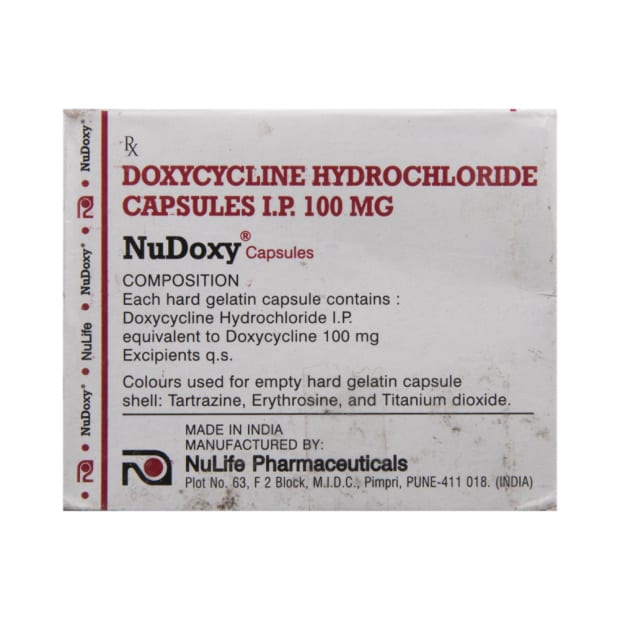 NuDoxy® • NuLife • NuDoxy® • NuDoxy®
Rx
DOXYCYCLINE HYDROCHLORIDE
CAPSULES I.P. 100 MG
NuDoxy® Capsules
COMPOSITION
Each hard gelatin capsule contains :
Doxycycline Hydrochloride I.P.
equivalent to Doxycycline 100 mg
Excipients q.s.
Colours used for empty hard gelatin capsule
shell: Tartrazine, Erythrosine, and Titanium dioxide.
MADE IN INDIA
MANUFACTURED BY:
NuLife Pharmaceuticals
Plot No. 63, F 2 Block, M.I.D.C., Pimpri, PUNE-411 018. (INDIA)